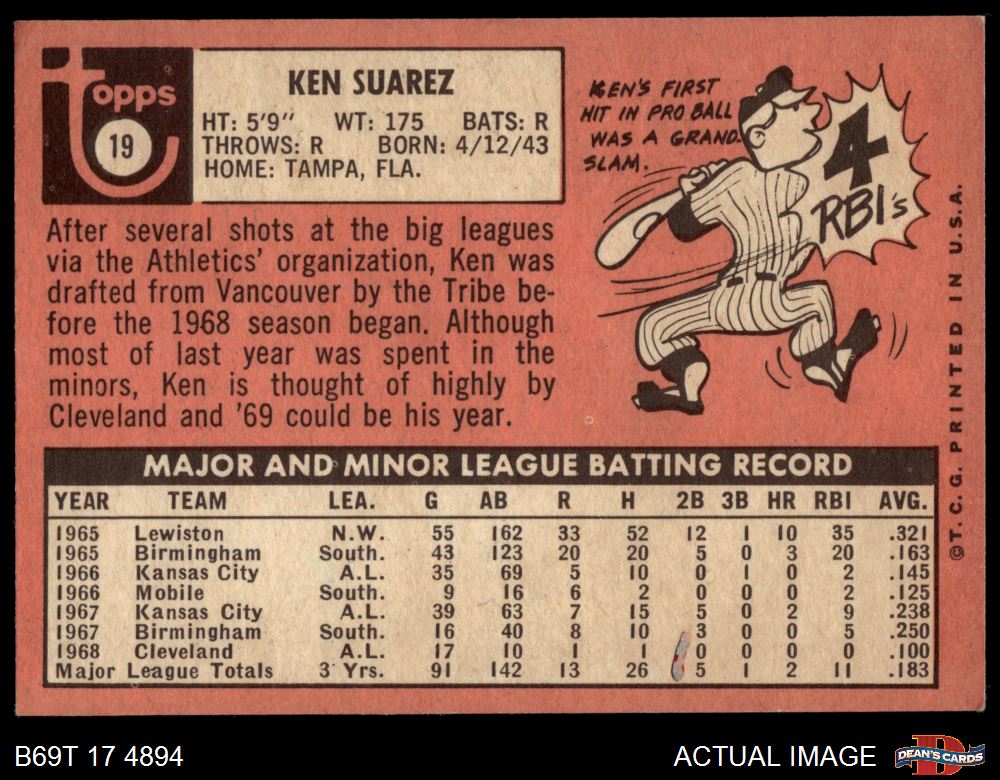 Topps
19
KEN SUAREZ
HT: 5'9" WT: 175 BATS: R
THROWS: R BORN: 4/12/43
HOME: TAMPA, FLA.
After several shots at the big leagues
via the Athletics' organization, Ken was
drafted from Vancouver by the Tribe be-
fore the 1968 season began. Although
most of last year was spent in the
minors, Ken is thought of highly by
Cleveland and '69 could be his year.
KEN'S FIRST
HIT IN PRO BALL
WAS A GRAND-
SLAM.
4
RBI's
©T. C. G. PRINTED IN U.S.A.
MAJOR AND MINOR LEAGUE BATTING RECORD
YEAR TEAM LEA. G AB R H 2B 3B HR RBI AVG.
1965 Lewiston N.W. 55 162 33 52 12 1 10 35 .321
1965 Birmingham South. 43 123 20 20 5 0 3 20 .163
1966 Kansas City A.L. 35 69 5 10 0 1 0 2 .145
1966 Mobile South. 9 16 6 2 0 0 0 2 .125
1967 Kansas City A.L. 39 63 7 15 5 0 2 9 .238
1967 Birmingham South. 16 40 8 10 3 0 0 5 .250
1968 Cleveland A.L. 17 10 1 1 0 0 0 0 .100
Major League Totals 3 Yrs. 91 142 13 26 5 1 2 11 .183
B69T 17 4894
ACTUAL IMAGE
DEAN'S CARDS